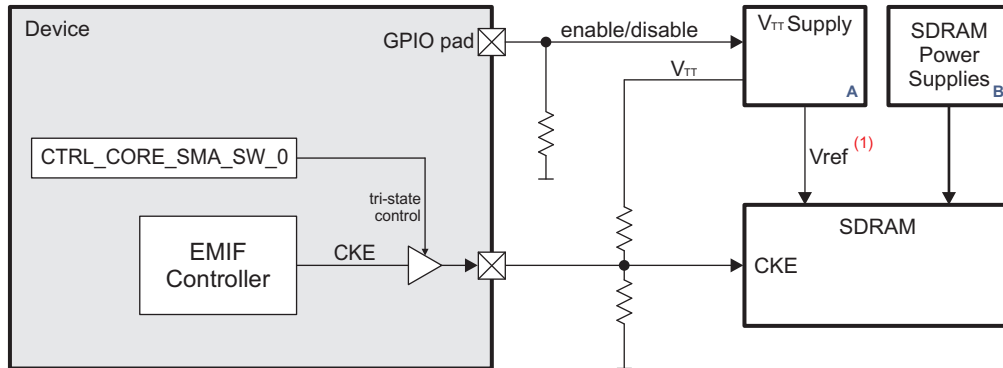 Device
GPIO pad
enable/disable
VTT Supply
A
SDRAM
Power
Supplies
B
VTT
CTRL_CORE_SMA_SW_0
Vref (1)
tri-state
control
EMIF
Controller
CKE
SDRAM
CKE